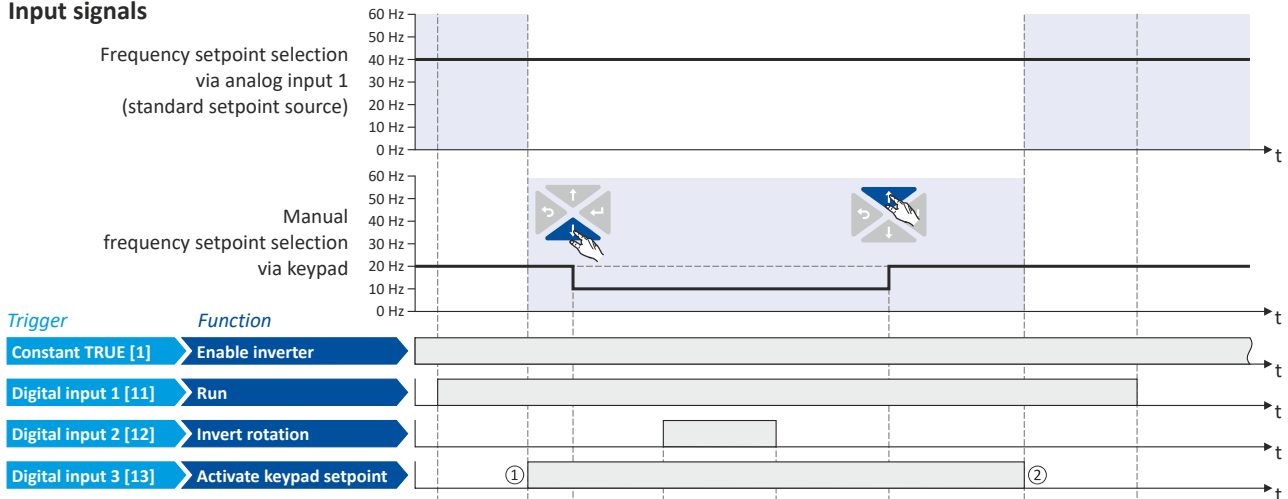 Input signals
60 Hz
50 Hz
Frequency setpoint selection
40 Hz
via analog input 1
30 Hz
(standard setpoint source)
20 Hz
10 Hz
0 Hz
t
60 Hz
50 Hz
Manual
40 Hz
frequency setpoint selection
30 Hz
via keypad
20 Hz
10 Hz
0 Hz
t
Trigger Function
Constant TRUE [1] Enable inverter
t
Digital input 1 [11] Run
t
Digital input 2 [12] Invert rotation
t
Digital input 3 [13] Activate keypad setpoint ① ②
t